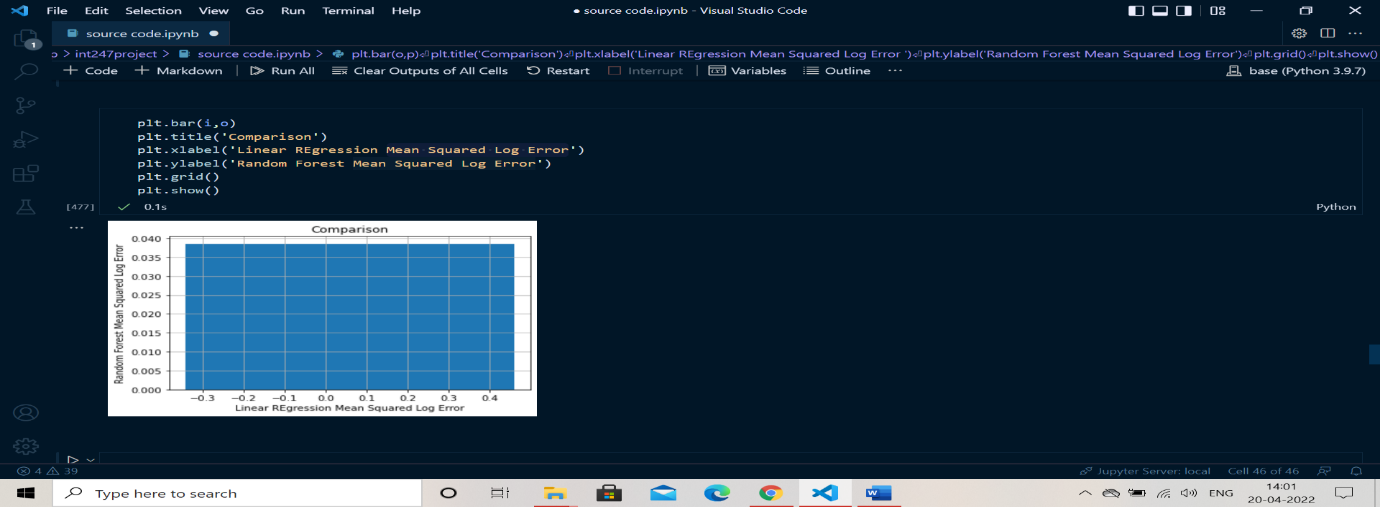 File Edit Selection View Go Run Terminal Help ● source code.ipynb - Visual Studio Code
source code.ipynb ●
1
> int247project > source code.ipynb > plt.bar(o,p)⏎plt.title('Comparison')⏎plt.xlabel('Linear REgression Mean Squared Log Error ')⏎plt.ylabel('Random Forest Mean Squared Log Error')⏎plt.grid()⏎plt.show()
+ Code + Markdown | Run All Clear Outputs of All Cells Restart Interrupt | Variables Outline ··· base (Python 3.9.7)
plt.bar(i,o)
plt.title('Comparison')
plt.xlabel('Linear REgression Mean Squared Log Error')
plt.ylabel('Random Forest Mean Squared Log Error')
plt.grid()
plt.show()
[477] ✓ 0.1s Python
...
Comparison
Random Forest Mean Squared Log Error
0.040
0.035
0.030
0.025
0.020
0.015
0.010
0.005
0.000
−0.3 −0.2 −0.1 0.0 0.1 0.2 0.3 0.4
Linear REgression Mean Squared Log Error
4 39 Jupyter Server: local Cell 46 of 46
Type here to search
ENG
14:01
20-04-2022